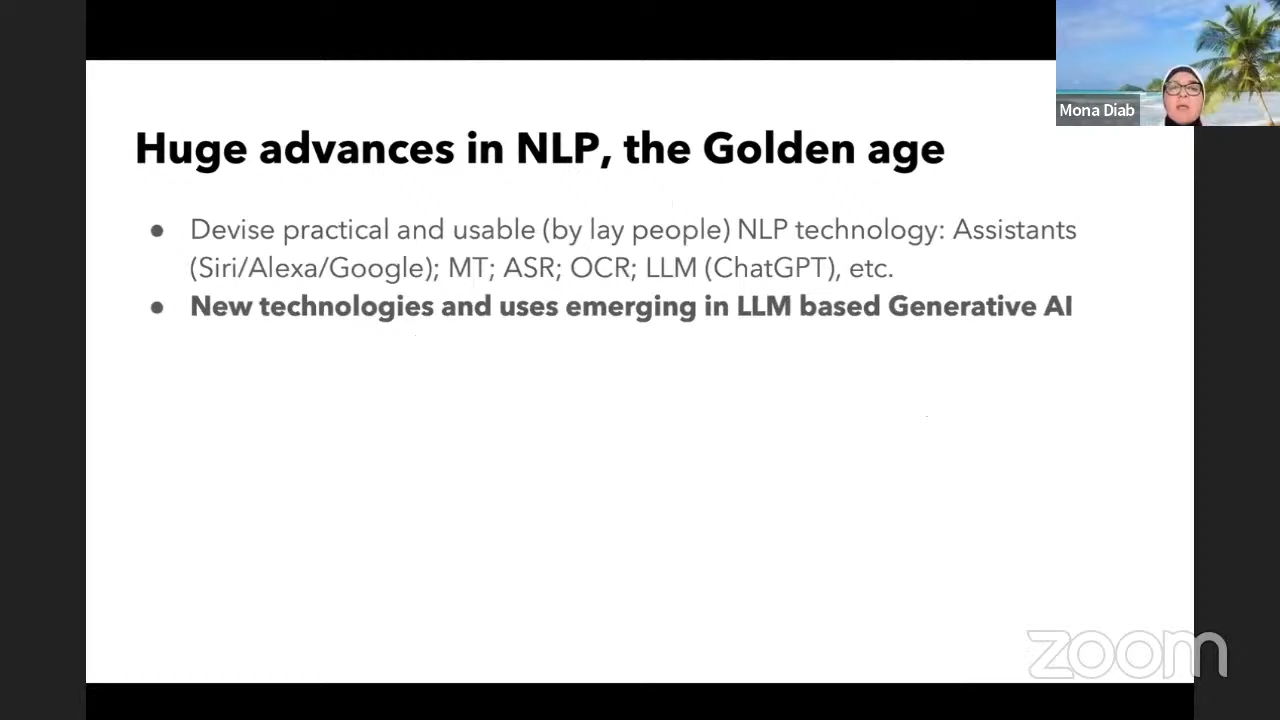 Mona Diab
Huge advances in NLP, the Golden age
● Devise practical and usable (by lay people) NLP technology: Assistants
(Siri/Alexa/Google); MT; ASR; OCR; LLM (ChatGPT), etc.
● New technologies and uses emerging in LLM based Generative AI
zoom